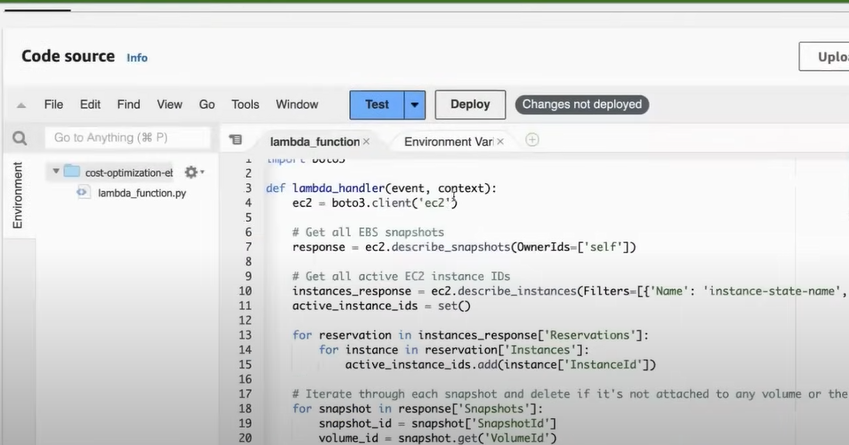 Code source Info
Uplo
File Edit Find View Go Tools Window Test Deploy Changes not deployed
Go to Anything (⌘ P)
lambda_function × Environment Vari ×
Environment
cost-optimization-eb
lambda_function.py
1 import boto3
2
3 def lambda_handler(event, context):
4 ec2 = boto3.client('ec2')
5
6 # Get all EBS snapshots
7 response = ec2.describe_snapshots(OwnerIds=['self'])
8
9 # Get all active EC2 instance IDs
10 instances_response = ec2.describe_instances(Filters=[{'Name': 'instance-state-name',
11 active_instance_ids = set()
12
13 for reservation in instances_response['Reservations']:
14 for instance in reservation['Instances']:
15 active_instance_ids.add(instance['InstanceId'])
16
17 # Iterate through each snapshot and delete if it's not attached to any volume or the
18 for snapshot in response['Snapshots']:
19 snapshot_id = snapshot['SnapshotId']
20 volume_id = snapshot.get('VolumeId')